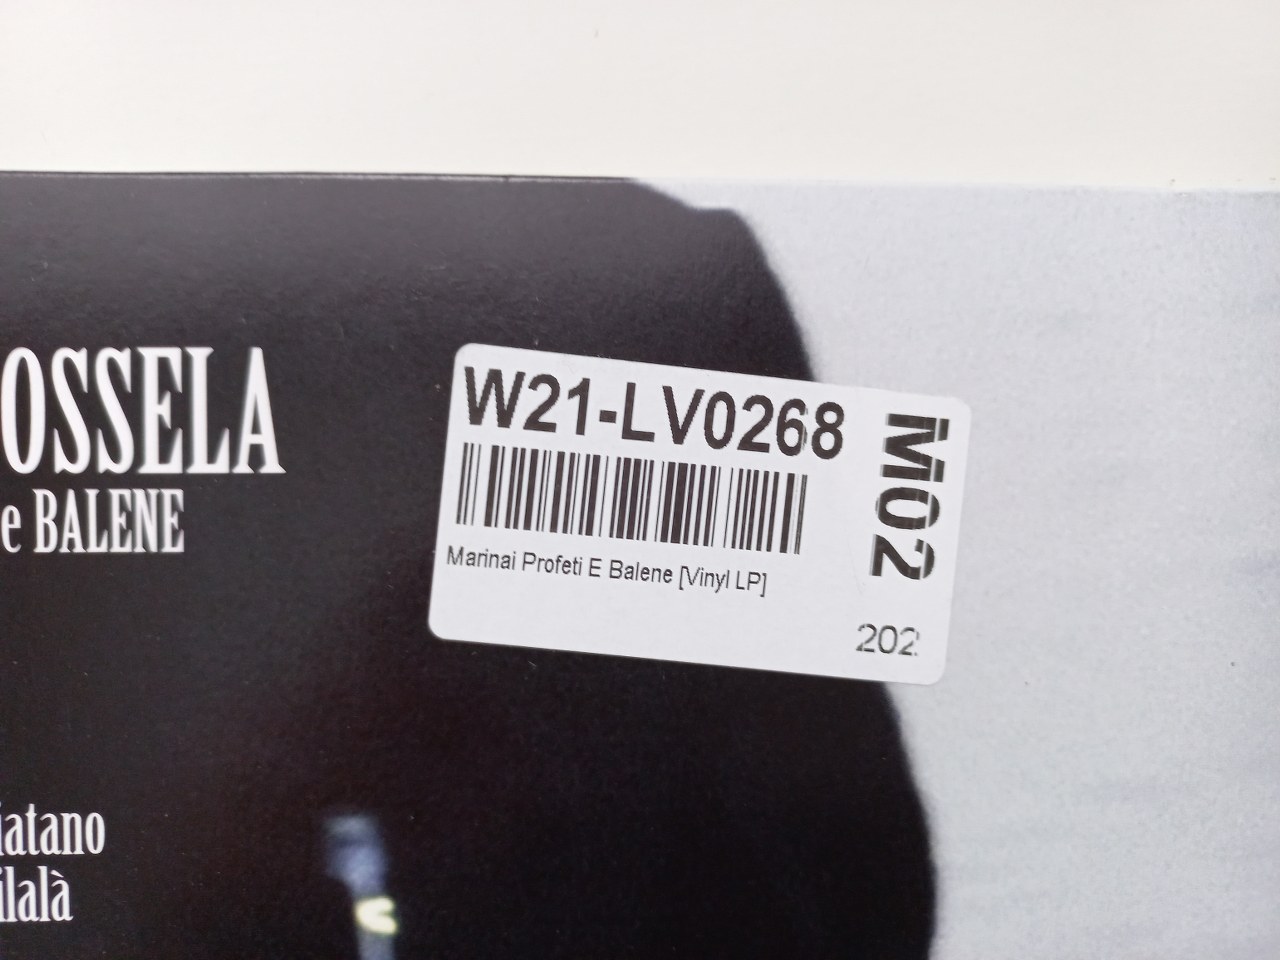 OSSELA
e BALENE
W21-LV0268
M02
Marinai Profeti E Balene [Vinyl LP]
202
iatano
ilalà